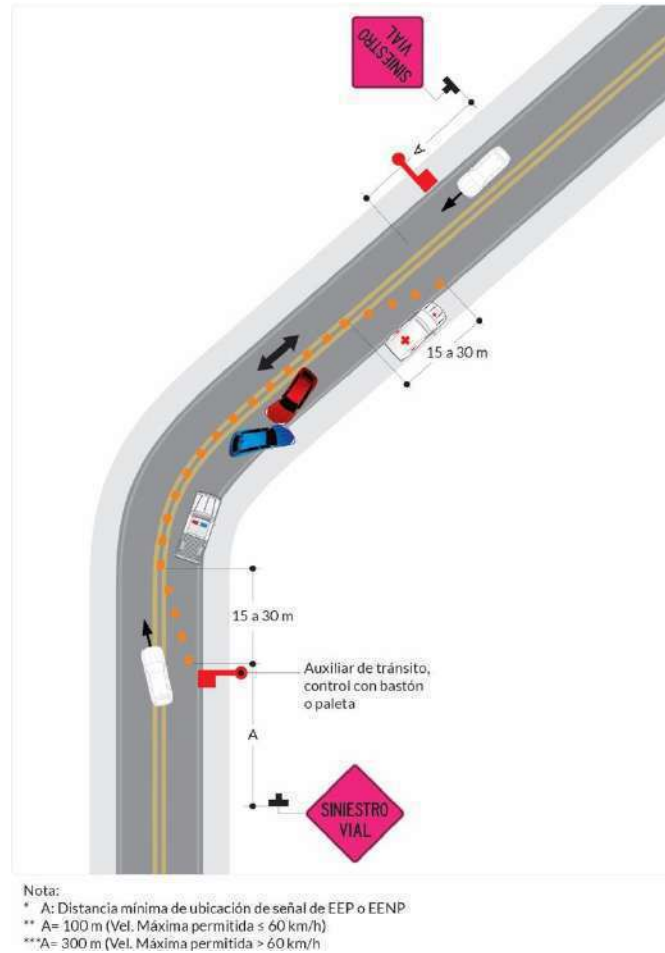 SINIESTRO
VIAL
A
15 a 30 m
15 a 30 m
Auxiliar de tránsito,
control con bastón
o paleta
A
SINIESTRO
VIAL
Nota:
* A: Distancia mínima de ubicación de señal de EEP o EENP
** A= 100 m (Vel. Máxima permitida ≤ 60 km/h)
***A= 300 m (Vel. Máxima permitida > 60 km/h